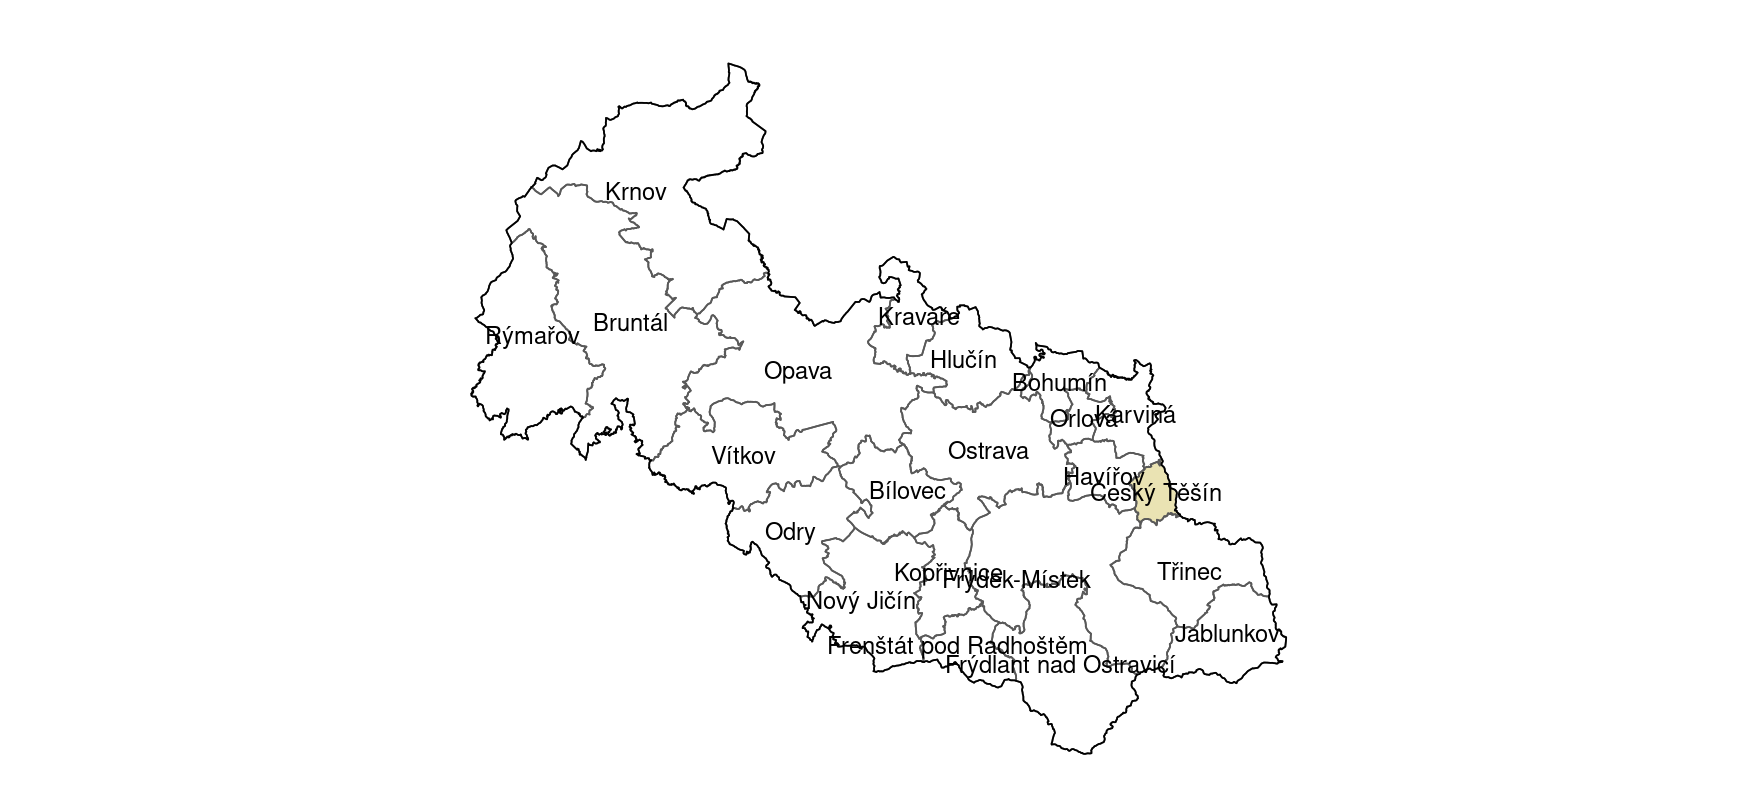 Krnov
Kravaře
Bruntál
Rýmařov
Hlučín
Opava
Bohumín
Karviná
Orlová
Ostrava
Vítkov
Havířov
Bílovec
Český Těšín
Odry
Třinec
Kopřivnice
Frýdek-Místek
Nový Jičín
Jablunkov
Frenštát pod Radhoštěm
Frýdlant nad Ostravicí